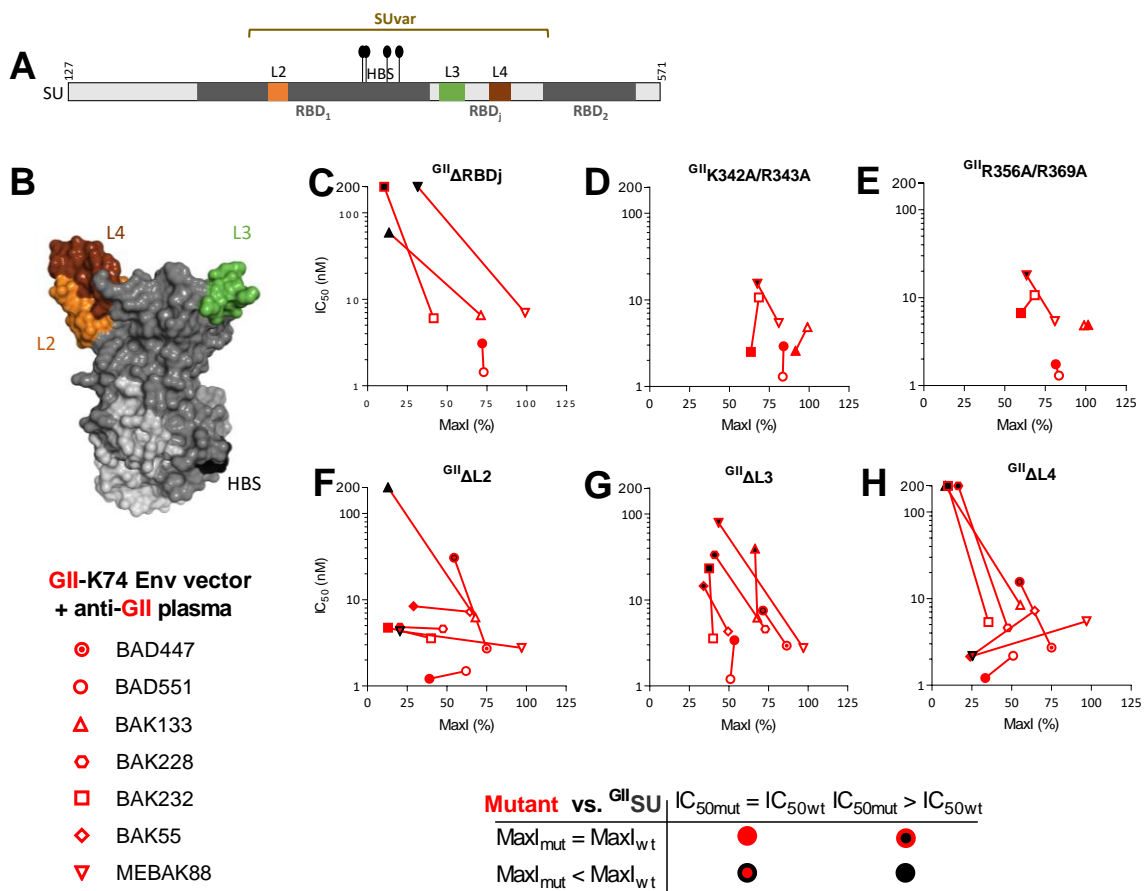 A
SUvar
127
571
L2
HBS
L3
L4
SU
RBD1
RBDj
RBD2
B
L4
L3
L2
HBS
GII-K74 Env vector
+ anti-GII plasma
BAD447
BAD551
BAK133
BAK228
BAK232
BAK55
MEBAK88
C
GIIΔRBDj
IC50 (nM)
200
100
10
1
0 25 50 75 100 125
MaxI (%)
D
GIIK342A/R343A
200
100
10
1
0 25 50 75 100 125
MaxI (%)
E
GIIR356A/R369A
200
100
10
1
0 25 50 75 100 125
MaxI (%)
F
GIIΔL2
IC50 (nM)
200
100
10
1
0 25 50 75 100 125
MaxI (%)
G
GIIΔL3
200
100
10
1
0 25 50 75 100 125
MaxI (%)
H
GIIΔL4
200
100
10
1
0 25 50 75 100 125
MaxI (%)
Mutant vs. GIISU IC50mut = IC50wt IC50mut > IC50wt
MaxImut = MaxIwt
MaxImut < MaxIwt